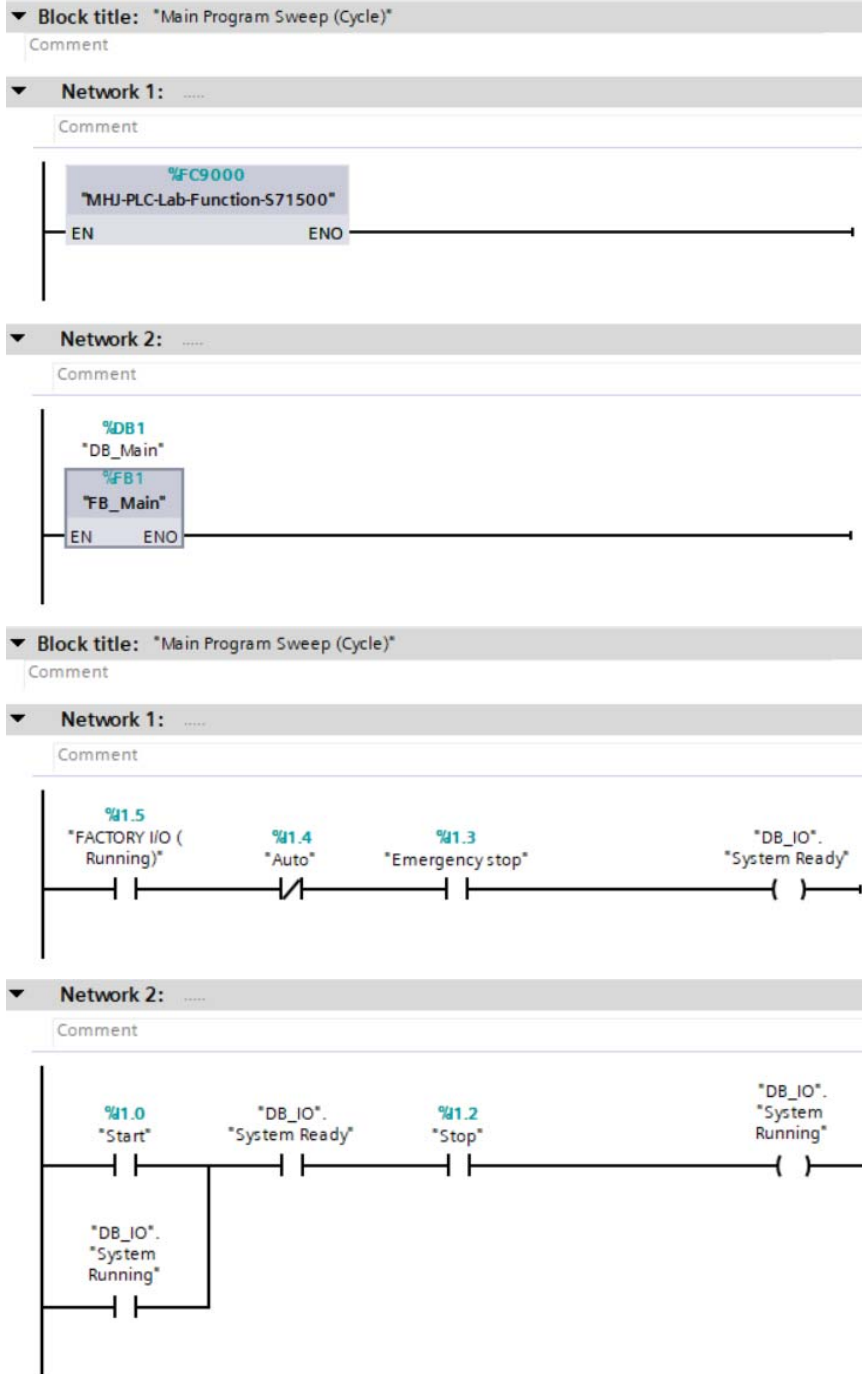 Block title: "Main Program Sweep (Cycle)"
Comment
Network 1: .....
Comment
%FC9000
"MHJ-PLC-Lab-Function-S71500"
EN ENO
Network 2: .....
Comment
%DB1
"DB_Main"
%FB1
"FB_Main"
EN ENO
Block title: "Main Program Sweep (Cycle)"
Comment
Network 1: .....
Comment
%I1.5
"FACTORY I/O (
Running)"
%I1.4
"Auto"
%I1.3
"Emergency stop"
"DB_IO".
"System Ready"
Network 2: .....
Comment
%I1.0
"Start"
"DB_IO".
"System Ready"
%I1.2
"Stop"
"DB_IO".
"System
Running"
"DB_IO".
"System
Running"